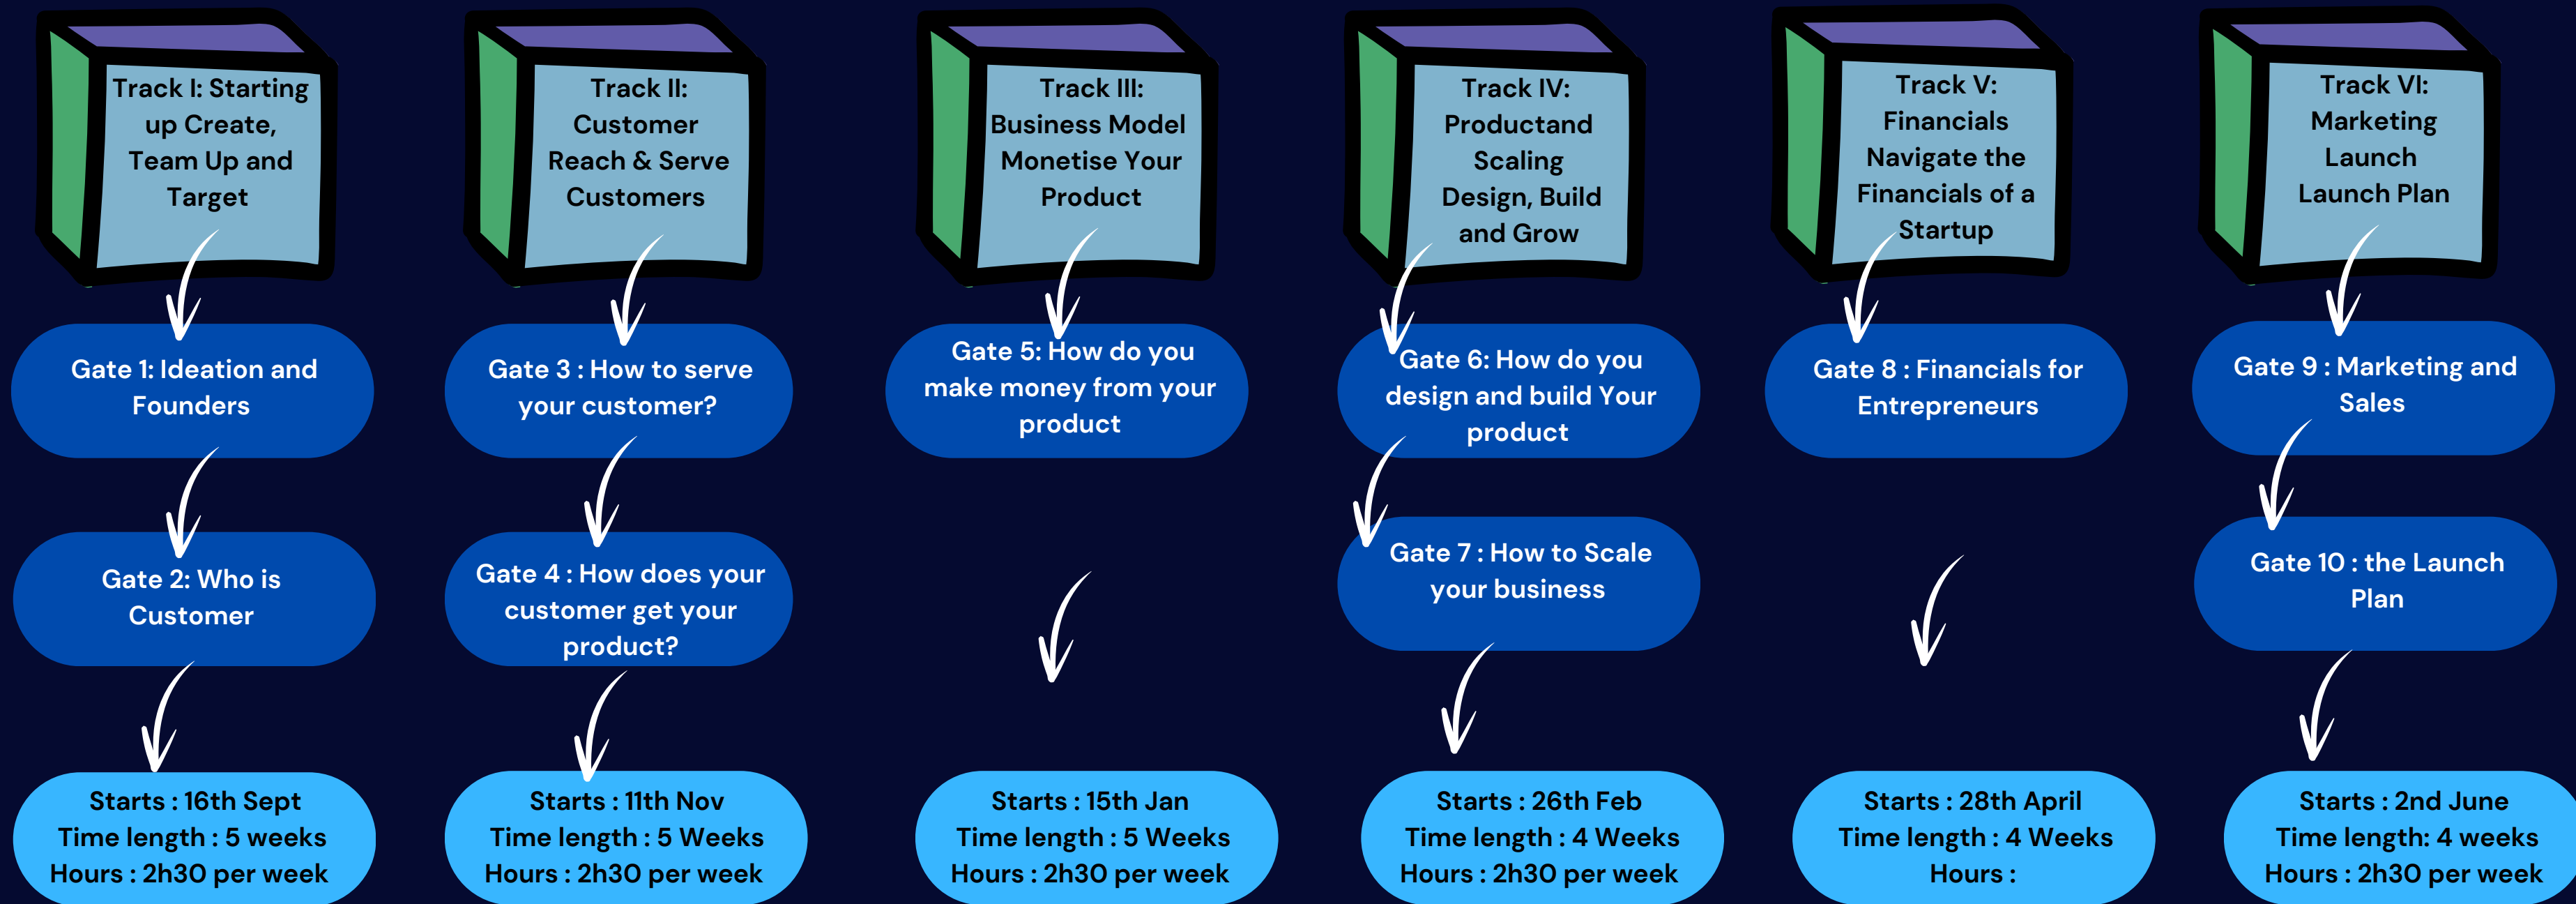 Track I: Starting
up Create,
Team Up and
Target
Gate 1: Ideation and
Founders
Gate 2: Who is
Customer
Starts : 16th Sept
Time length : 5 weeks
Hours : 2h30 per week
Track II:
Customer
Reach & Serve
Customers
Gate 3 : How to serve
your customer?
Gate 4 : How does your
customer get your
product?
Starts : 11th Nov
Time length : 5 Weeks
Hours : 2h30 per week
Track III:
Business Model
Monetise Your
Product
Gate 5: How do you
make money from your
product
Starts : 15th Jan
Time length : 5 Weeks
Hours : 2h30 per week
Track IV:
Productand
Scaling
Design, Build
and Grow
Gate 6: How do you
design and build Your
product
Gate 7 : How to Scale
your business
Starts : 26th Feb
Time length : 4 Weeks
Hours : 2h30 per week
Track V:
Financials
Navigate the
Financials of a
Startup
Gate 8 : Financials for
Entrepreneurs
Starts : 28th April
Time length : 4 Weeks
Hours :
Track VI:
Marketing
Launch
Launch Plan
Gate 9 : Marketing and
Sales
Gate 10 : the Launch
Plan
Starts : 2nd June
Time length: 4 weeks
Hours : 2h30 per week